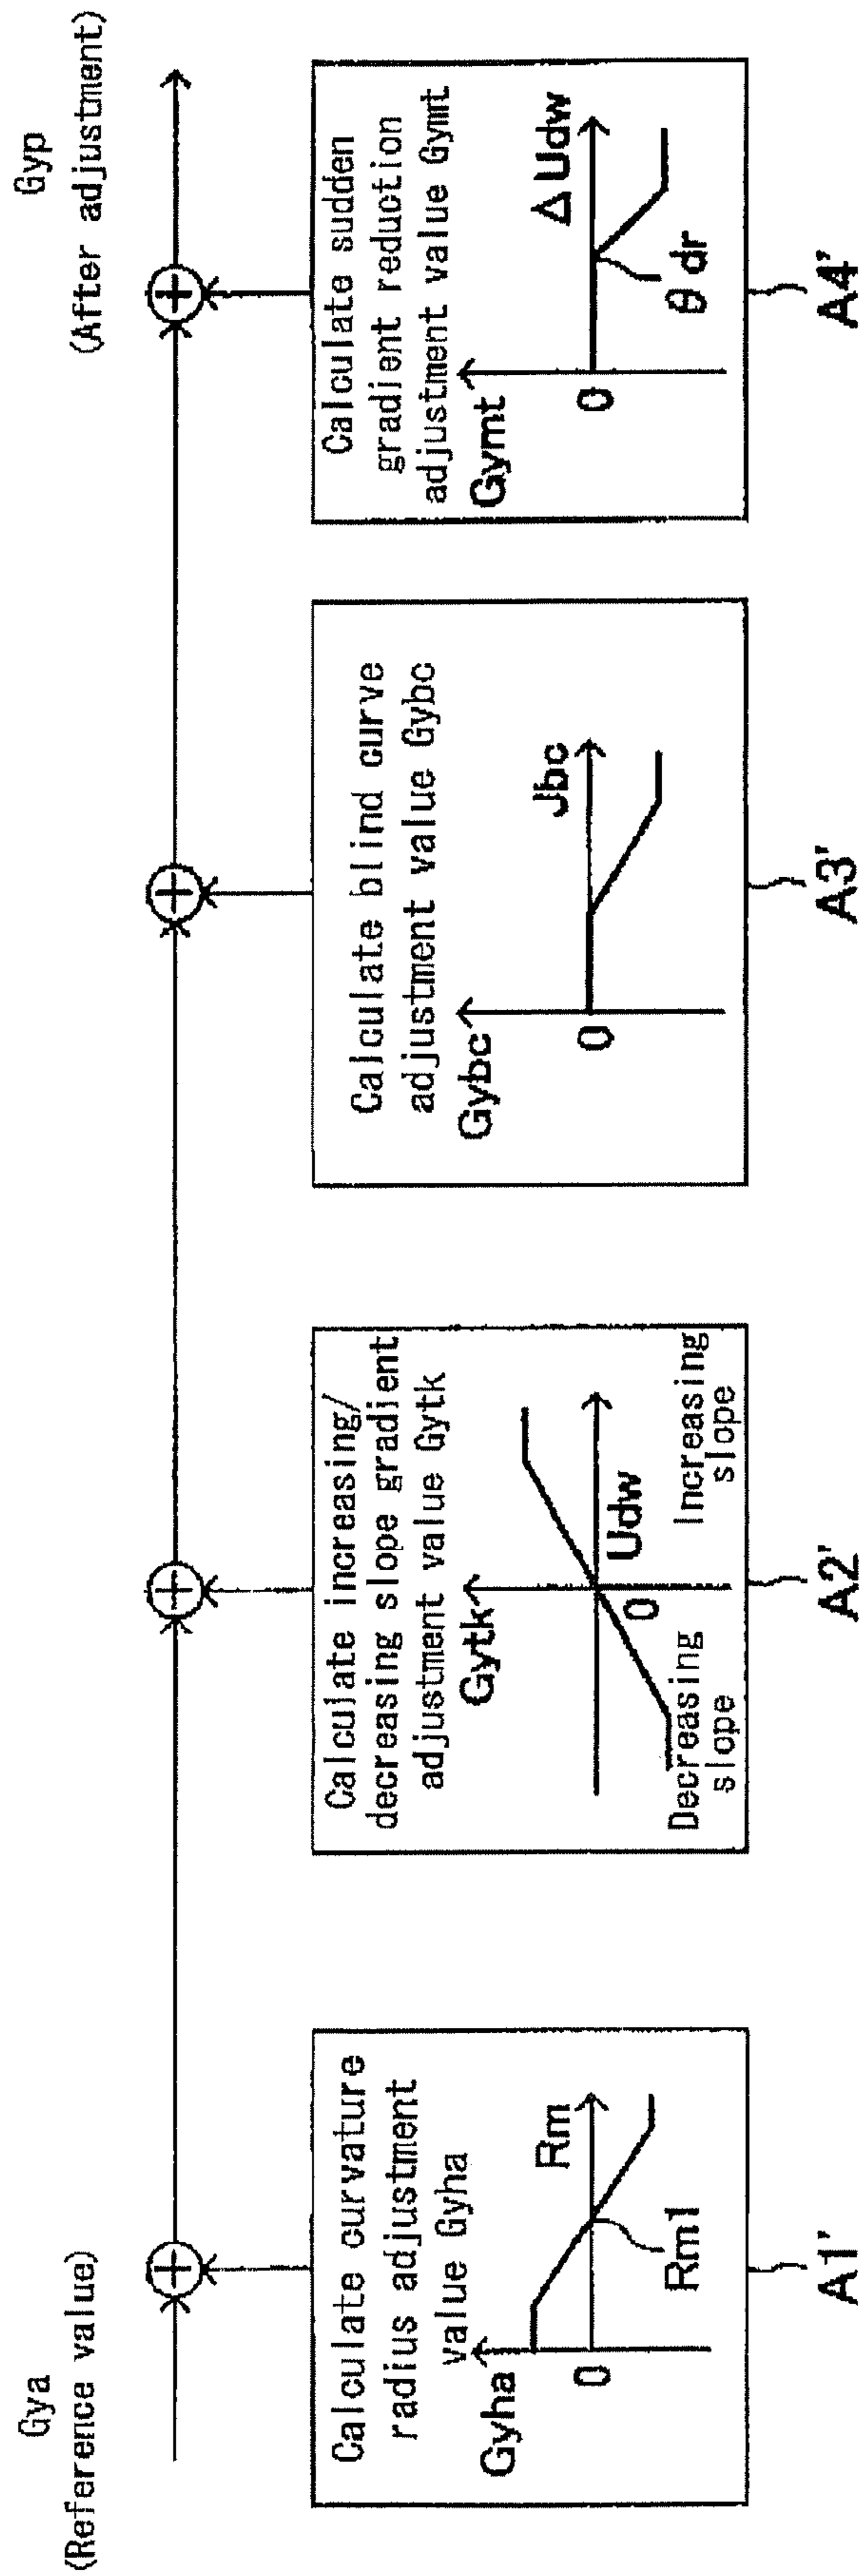 Gya
(Reference value)
Gyp
(After adjustment)
Calculate curvature
radius adjustment
value Gyha
Gyha
Rm
0
Rm1
A1'
Calculate increasing/
decreasing slope gradient
adjustment value Gytk
Gytk
Udw
0
Decreasing
slope
Increasing
slope
A2'
Calculate blind curve
adjustment value Gybc
Gybc
Jbc
0
A3'
Calculate sudden
gradient reduction
adjustment value Gymt
Gymt
Δ Udw
0
θ dr
A4'